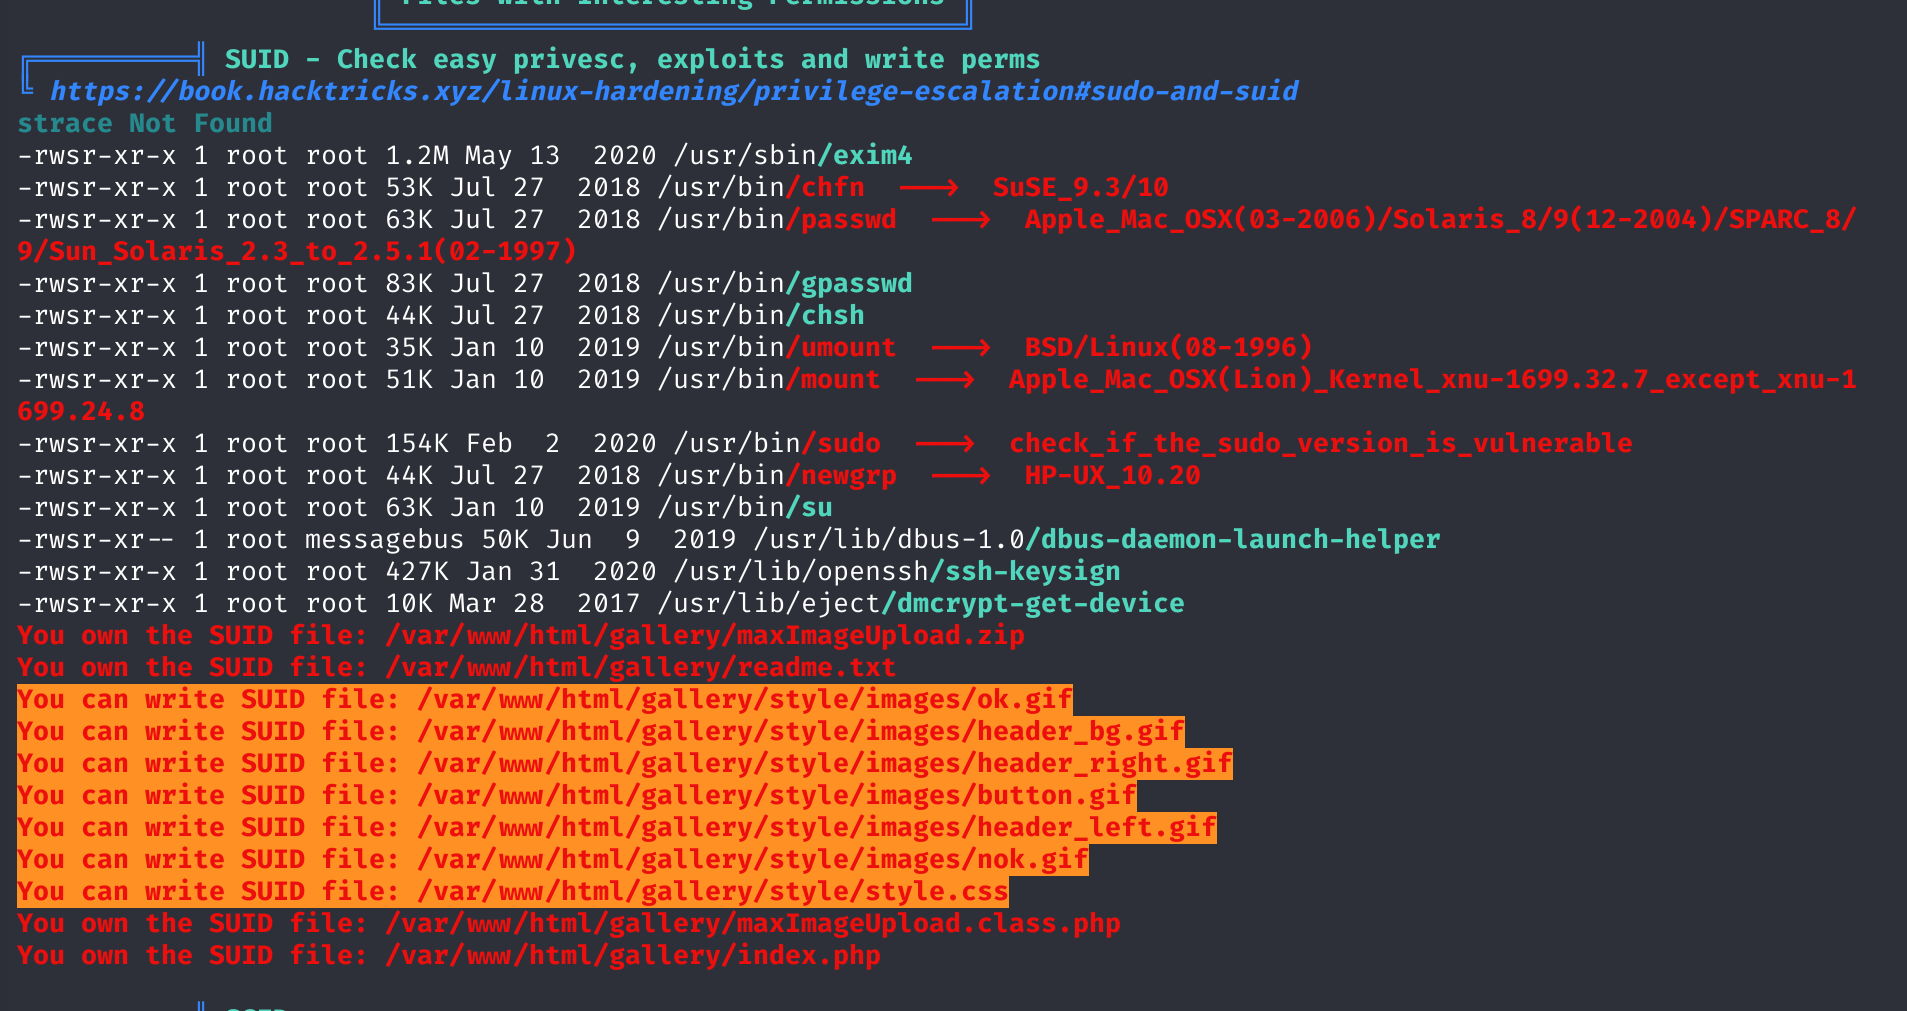 Files with Interesting Permissions
SUID - Check easy privesc, exploits and write perms
https://book.hacktricks.xyz/linux-hardening/privilege-escalation#sudo-and-suid
strace Not Found
-rwsr-xr-x 1 root root 1.2M May 13  2020 /usr/sbin/exim4
-rwsr-xr-x 1 root root 53K Jul 27  2018 /usr/bin/chfn  --->  SuSE_9.3/10
-rwsr-xr-x 1 root root 63K Jul 27  2018 /usr/bin/passwd  --->  Apple_Mac_OSX(03-2006)/Solaris_8/9(12-2004)/SPARC_8/
9/Sun_Solaris_2.3_to_2.5.1(02-1997)
-rwsr-xr-x 1 root root 83K Jul 27  2018 /usr/bin/gpasswd
-rwsr-xr-x 1 root root 44K Jul 27  2018 /usr/bin/chsh
-rwsr-xr-x 1 root root 35K Jan 10  2019 /usr/bin/umount  --->  BSD/Linux(08-1996)
-rwsr-xr-x 1 root root 51K Jan 10  2019 /usr/bin/mount  --->  Apple_Mac_OSX(Lion)_Kernel_xnu-1699.32.7_except_xnu-1
699.24.8
-rwsr-xr-x 1 root root 154K Feb  2  2020 /usr/bin/sudo  --->  check_if_the_sudo_version_is_vulnerable
-rwsr-xr-x 1 root root 44K Jul 27  2018 /usr/bin/newgrp  --->  HP-UX_10.20
-rwsr-xr-x 1 root root 63K Jan 10  2019 /usr/bin/su
-rwsr-xr-- 1 root messagebus 50K Jun  9  2019 /usr/lib/dbus-1.0/dbus-daemon-launch-helper
-rwsr-xr-x 1 root root 427K Jan 31  2020 /usr/lib/openssh/ssh-keysign
-rwsr-xr-x 1 root root 10K Mar 28  2017 /usr/lib/eject/dmcrypt-get-device
You own the SUID file: /var/www/html/gallery/maxImageUpload.zip
You own the SUID file: /var/www/html/gallery/readme.txt
You can write SUID file: /var/www/html/gallery/style/images/ok.gif
You can write SUID file: /var/www/html/gallery/style/images/header_bg.gif
You can write SUID file: /var/www/html/gallery/style/images/header_right.gif
You can write SUID file: /var/www/html/gallery/style/images/button.gif
You can write SUID file: /var/www/html/gallery/style/images/header_left.gif
You can write SUID file: /var/www/html/gallery/style/images/nok.gif
You can write SUID file: /var/www/html/gallery/style/style.css
You own the SUID file: /var/www/html/gallery/maxImageUpload.class.php
You own the SUID file: /var/www/html/gallery/index.php